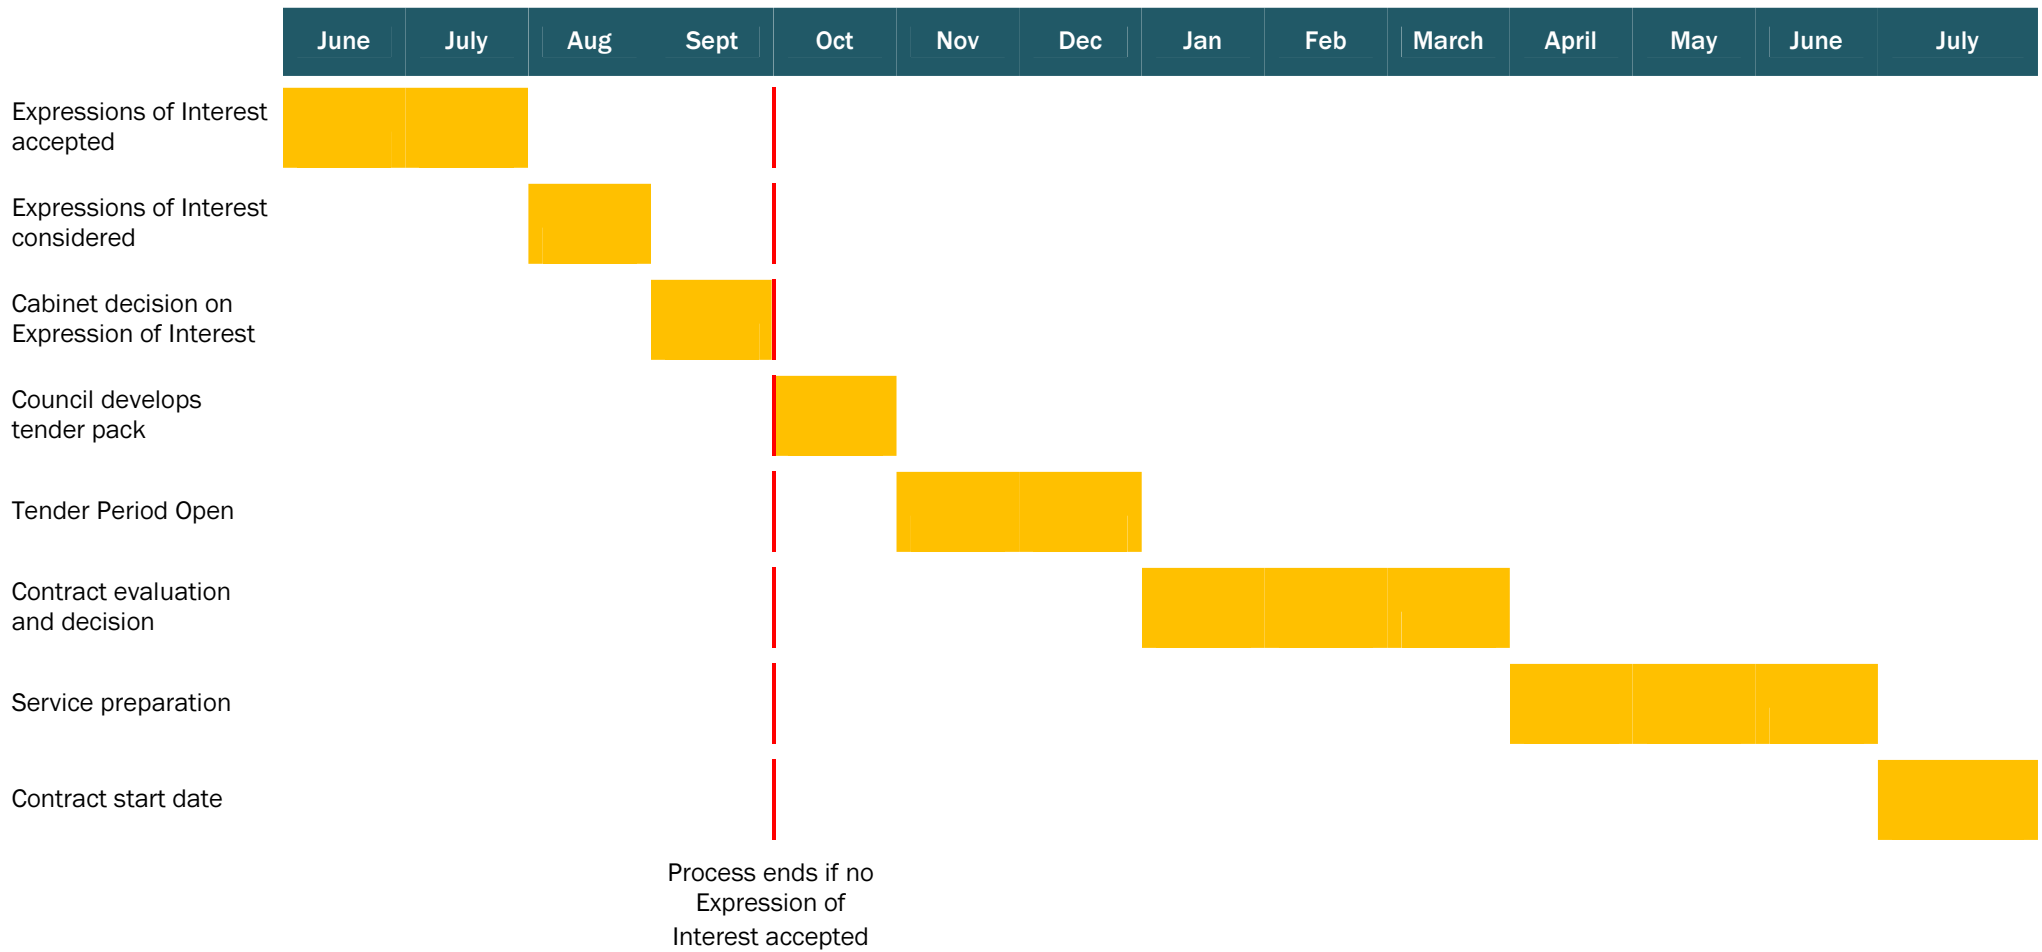 June July Aug Sept Oct Nov Dec Jan Feb March April May June July
Expressions of Interest
accepted
Expressions of Interest
considered
Cabinet decision on
Expression of Interest
Council develops
tender pack
Tender Period Open
Contract evaluation
and decision
Service preparation
Contract start date
Process ends if no
Expression of
Interest accepted